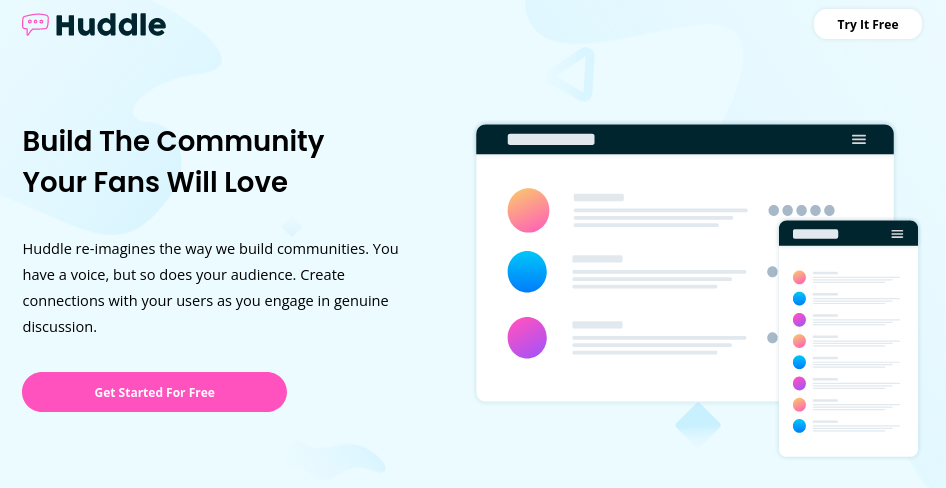 Huddle
Try It Free
Build The Community
Your Fans Will Love
Huddle re-imagines the way we build communities. You
have a voice, but so does your audience. Create
connections with your users as you engage in genuine
discussion.
Get Started For Free